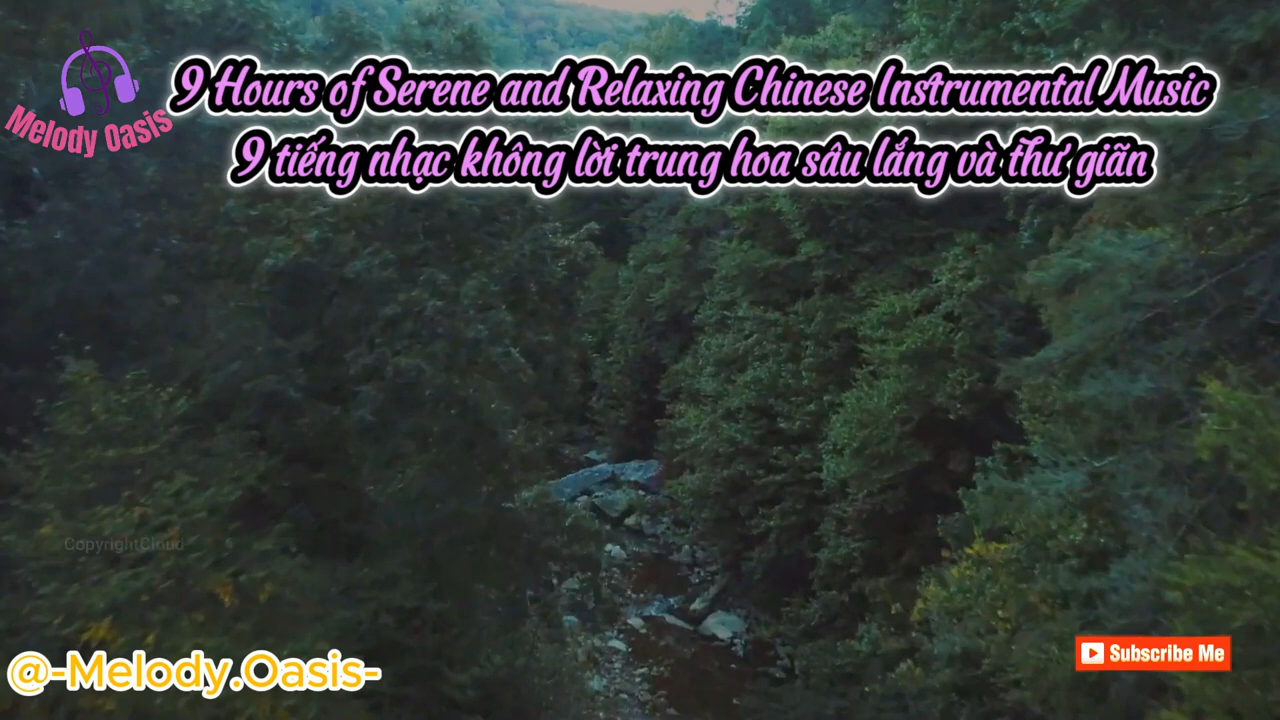 9 Hours of Serene and Relaxing Chinese Instrumental Music
9 tiếng nhạc không lời trung hoa sâu lắng và thư giãn
Melody Oasis
CopyrightCloud
@-Melody.Oasis-
Subscribe Me